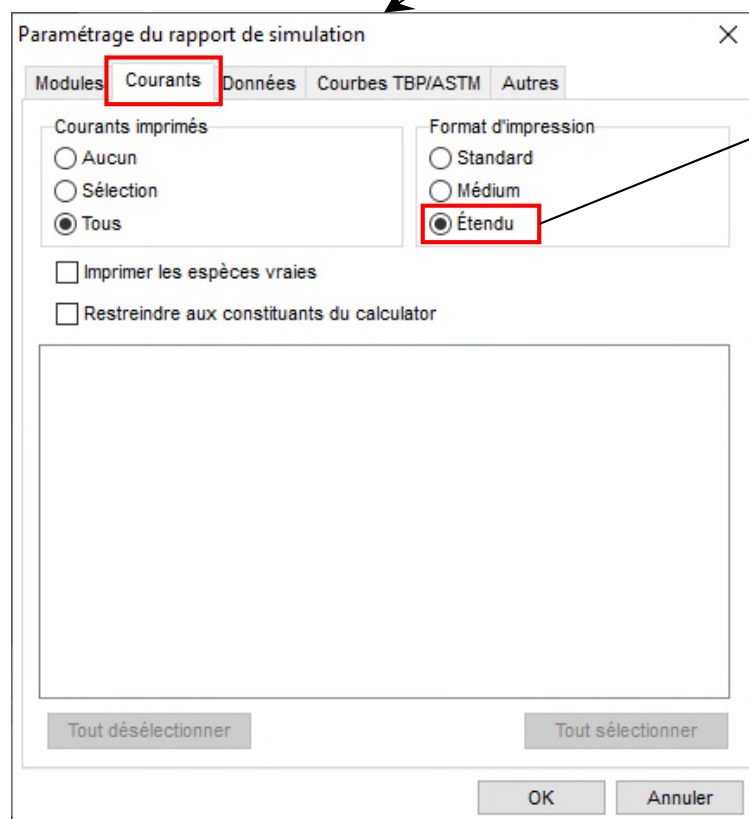 Paramétrage du rapport de simulation
Modules Courants Données Courbes TBP/ASTM Autres
Courants imprimés Format d'impression
Aucun Standard
Sélection Médium
Tous Étendu
Imprimer les espèces vraies
Restreindre aux constituants du calculator
Tout désélectionner Tout sélectionner
OK Annuler